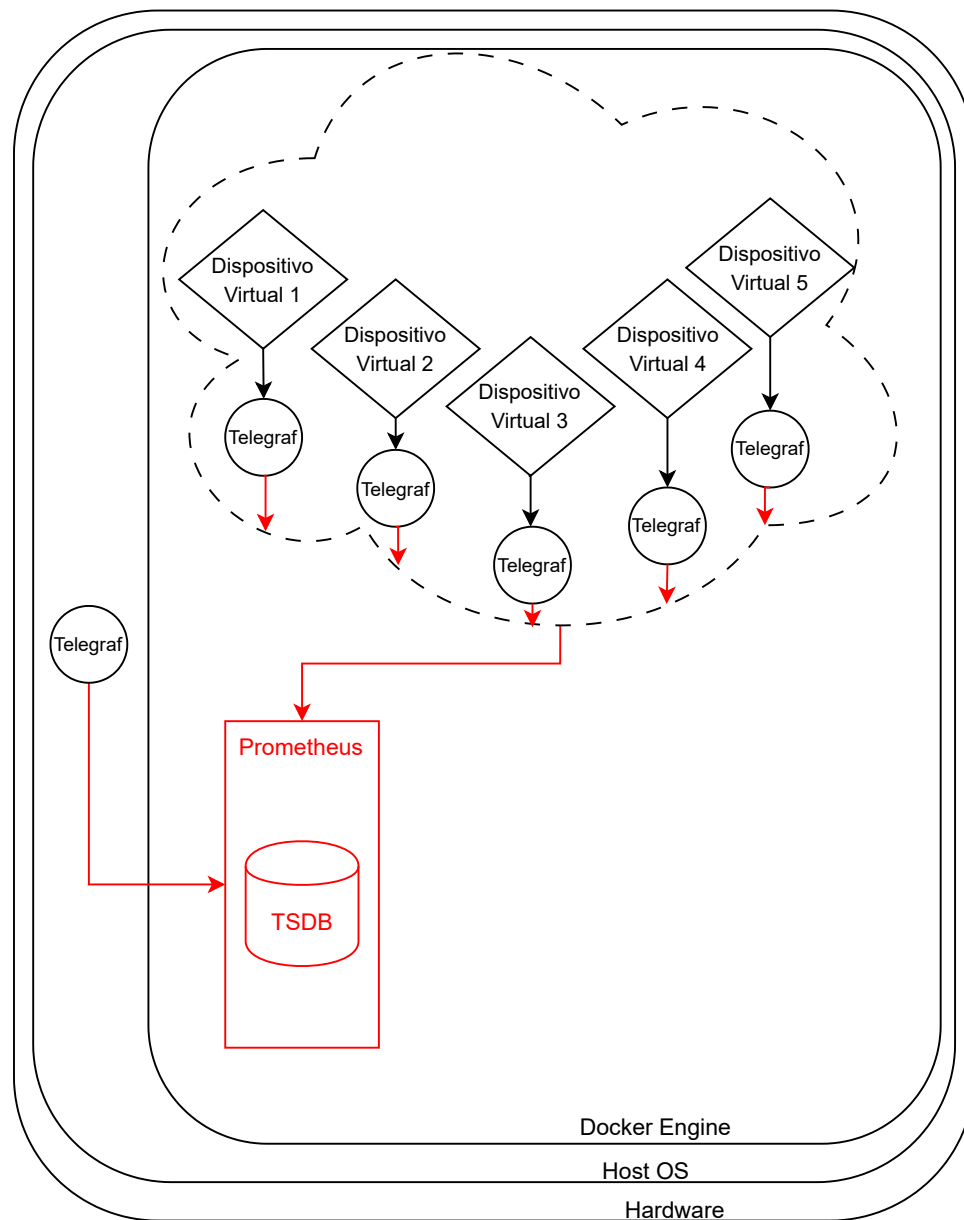 Dispositivo
Virtual 1
Dispositivo
Virtual 2
Dispositivo
Virtual 3
Dispositivo
Virtual 4
Dispositivo
Virtual 5
Telegraf
Telegraf
Telegraf
Telegraf
Telegraf
Telegraf
Prometheus
TSDB
Docker Engine
Host OS
Hardware